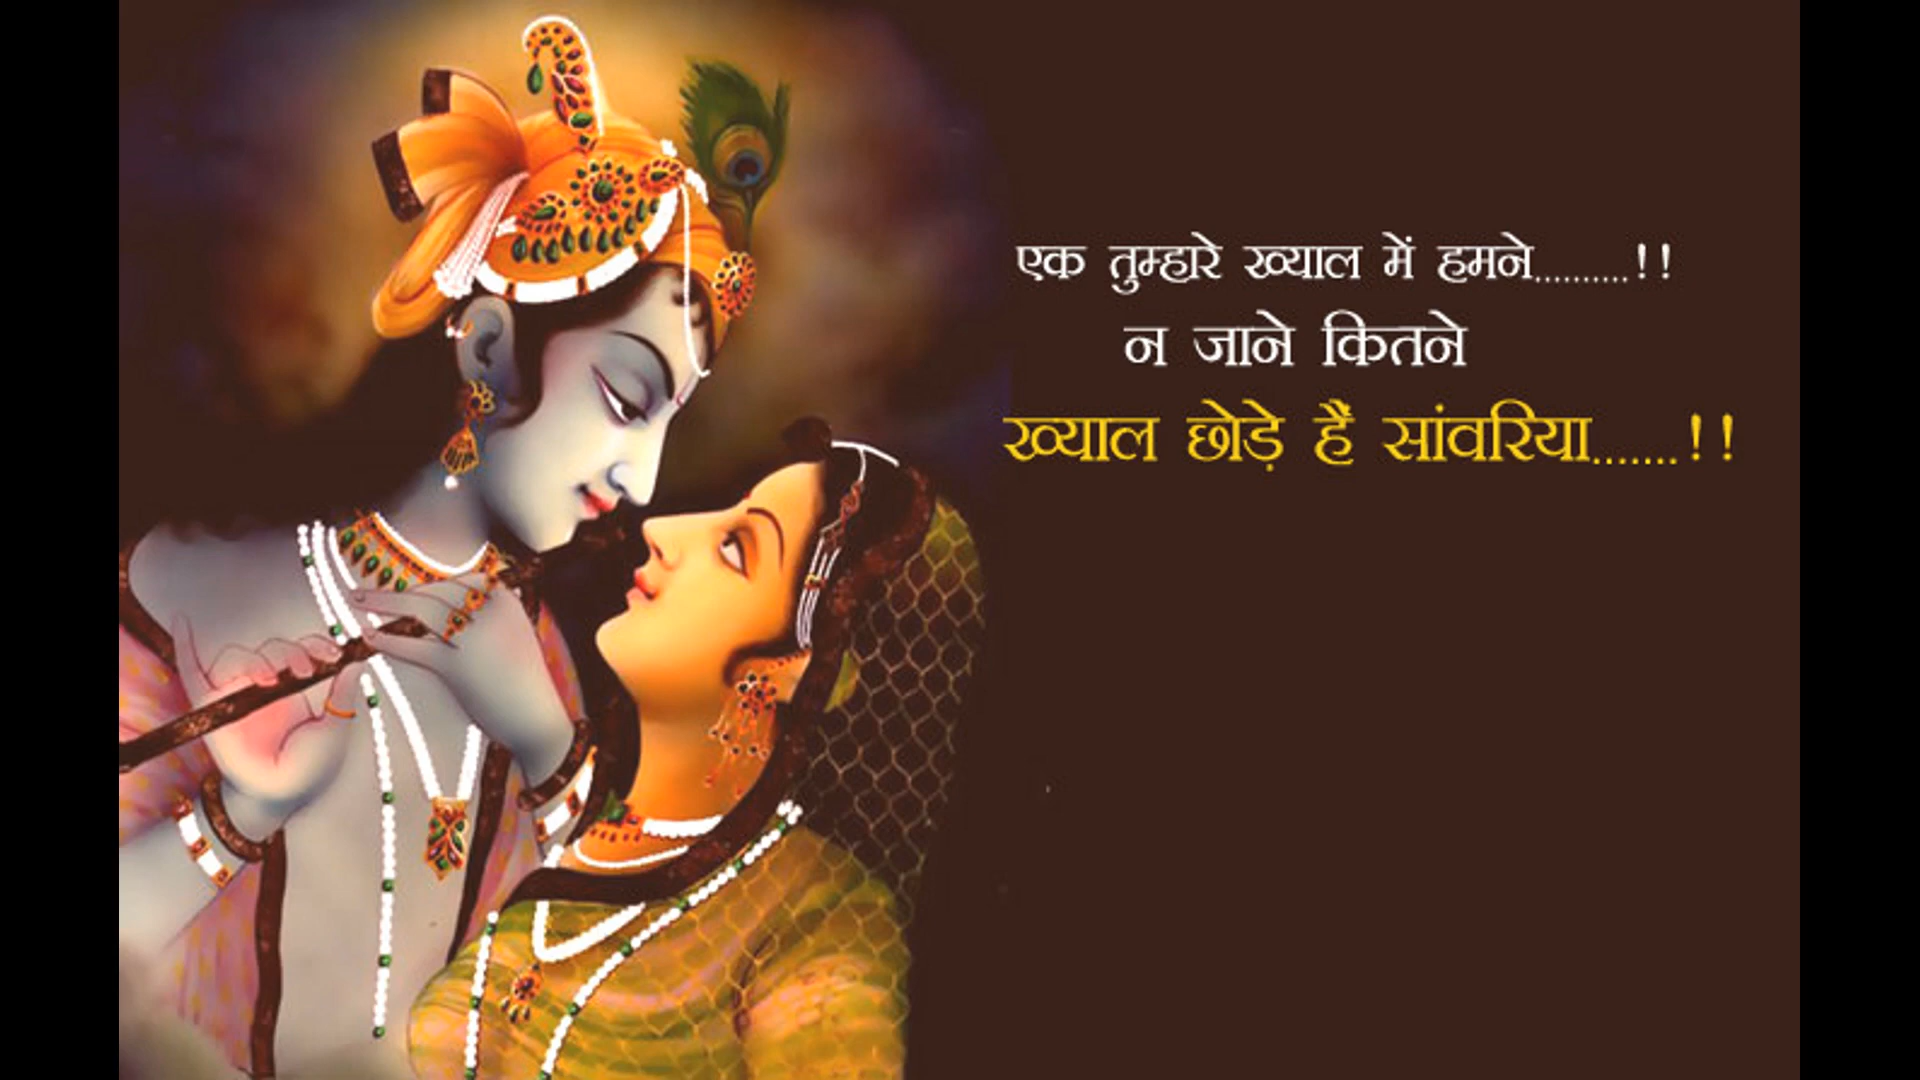 एक तुम्हारे ख्याल में हमने..........!!
न जाने कितने
ख्याल छोड़े हैं सांवरिया.......!!